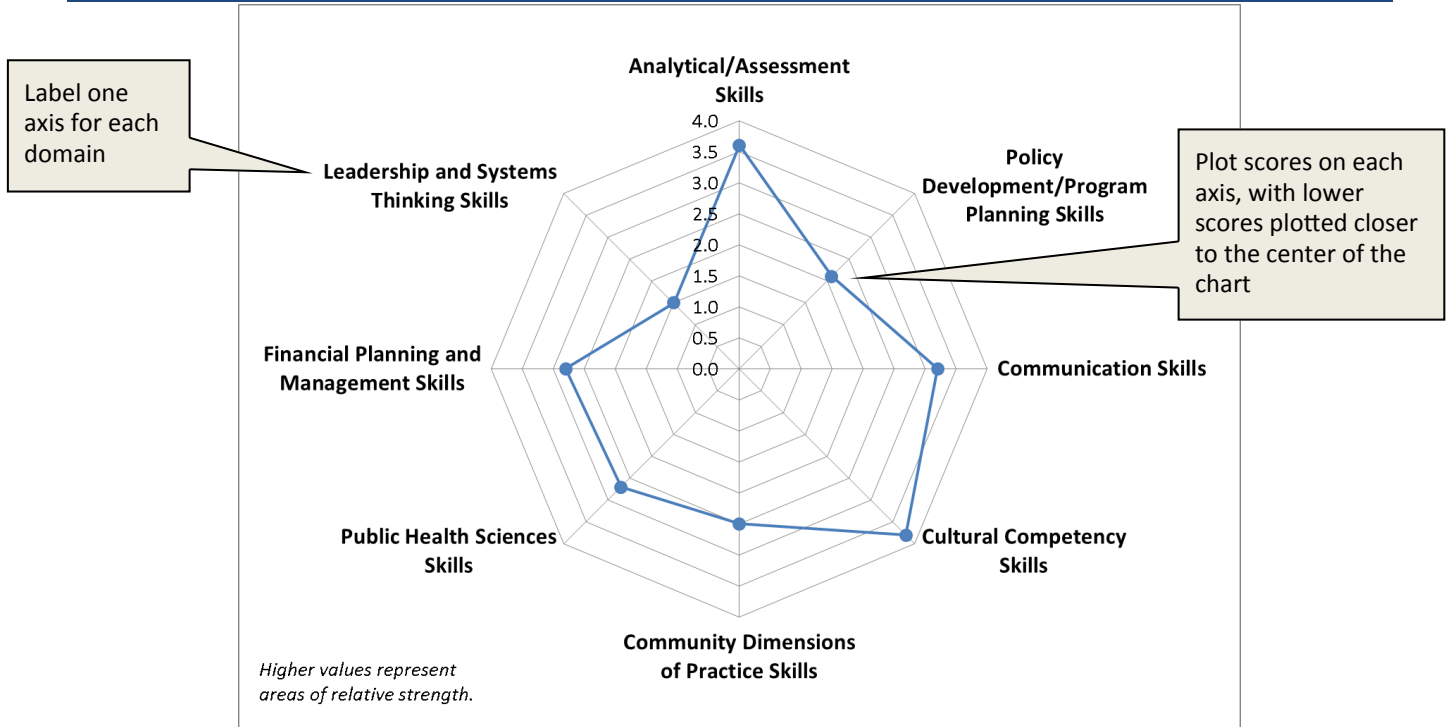 Label one
axis for each
domain
Analytical/Assessment
Skills
Leadership and Systems
Thinking Skills
Policy
Development/Program
Planning Skills
Plot scores on each
axis, with lower
scores plotted closer
to the center of the
chart
4.0
3.5
3.0
2.5
2.0
1.5
1.0
0.5
0.0
Financial Planning and
Management Skills
Communication Skills
Public Health Sciences
Skills
Cultural Competency
Skills
Community Dimensions
of Practice Skills
Higher values represent
areas of relative strength.